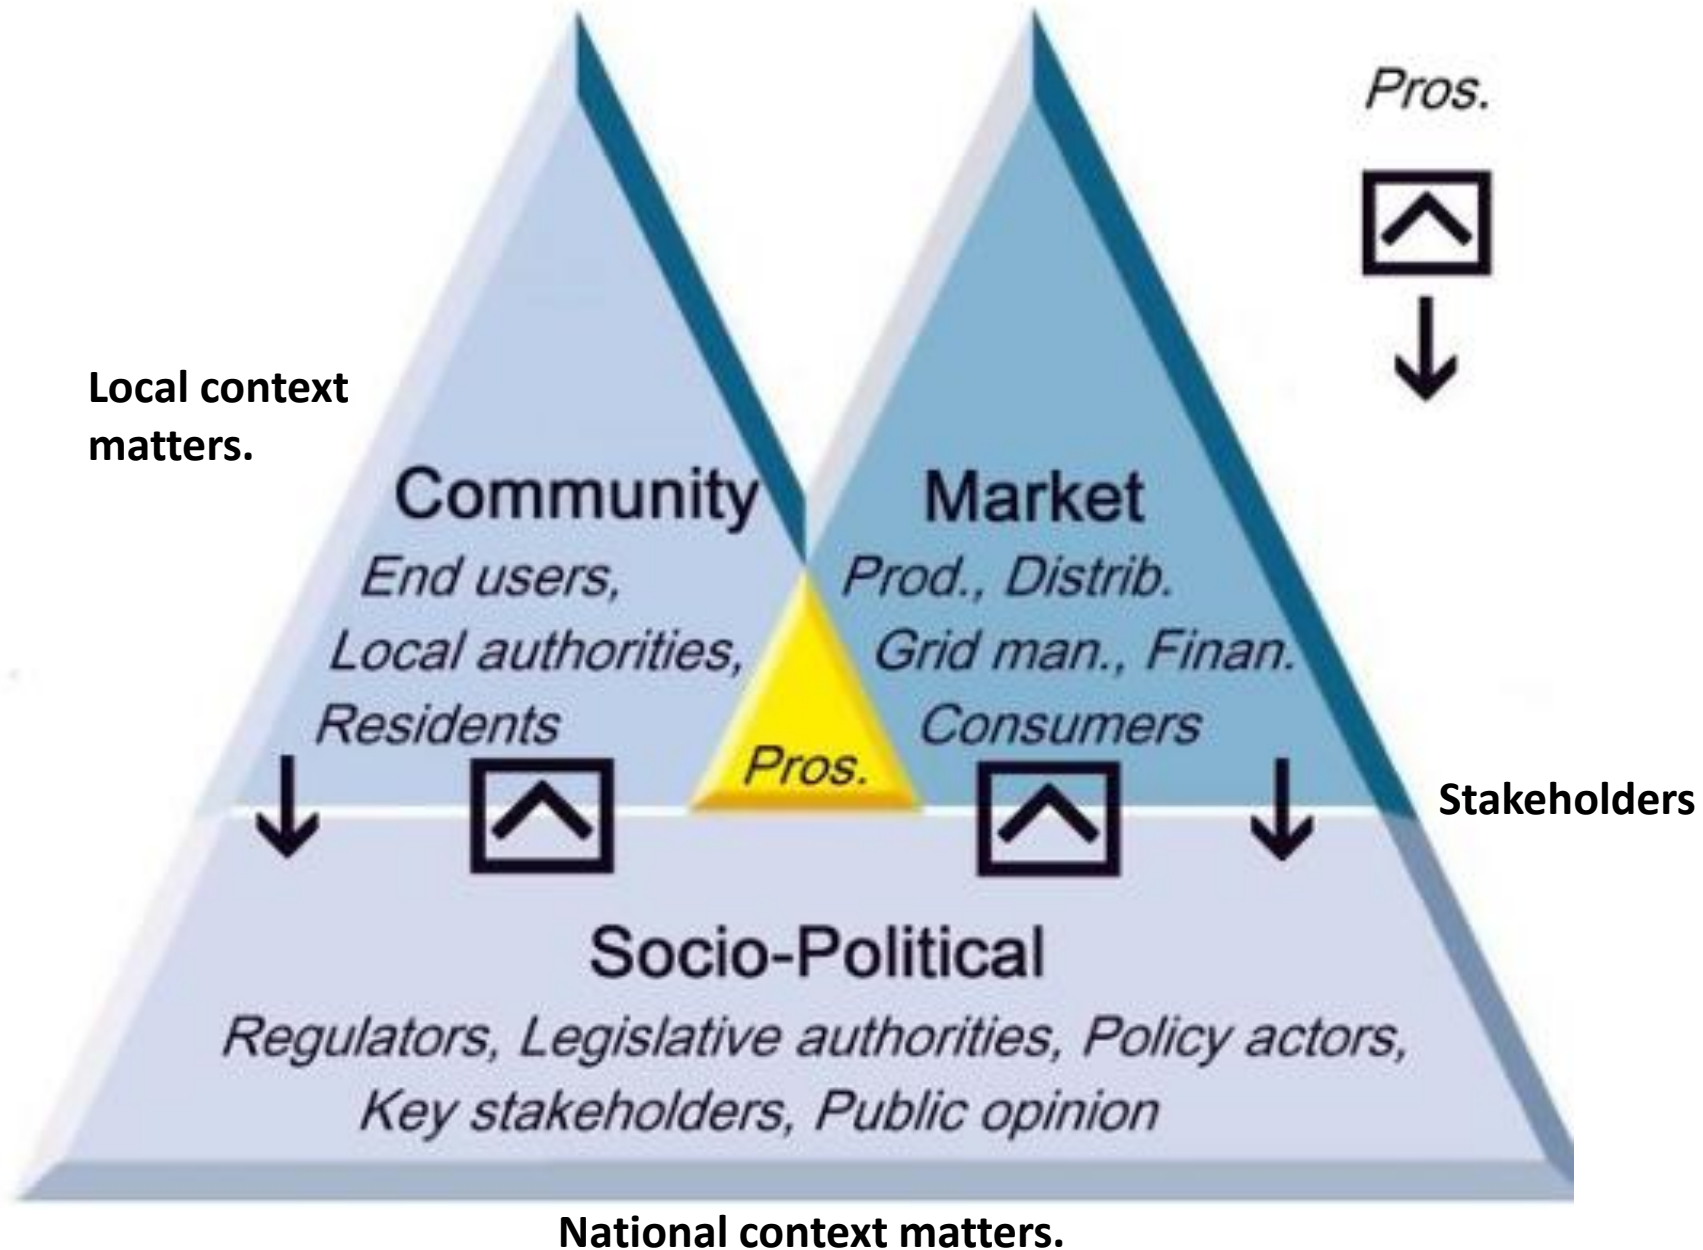 Pros.
Local context
matters.
Community
End users,
Local authorities,
Residents
Market
Prod., Distrib.
Grid man., Finan.
Consumers
Pros.
Stakeholders
Socio-Political
Regulators, Legislative authorities, Policy actors,
Key stakeholders, Public opinion
National context matters.